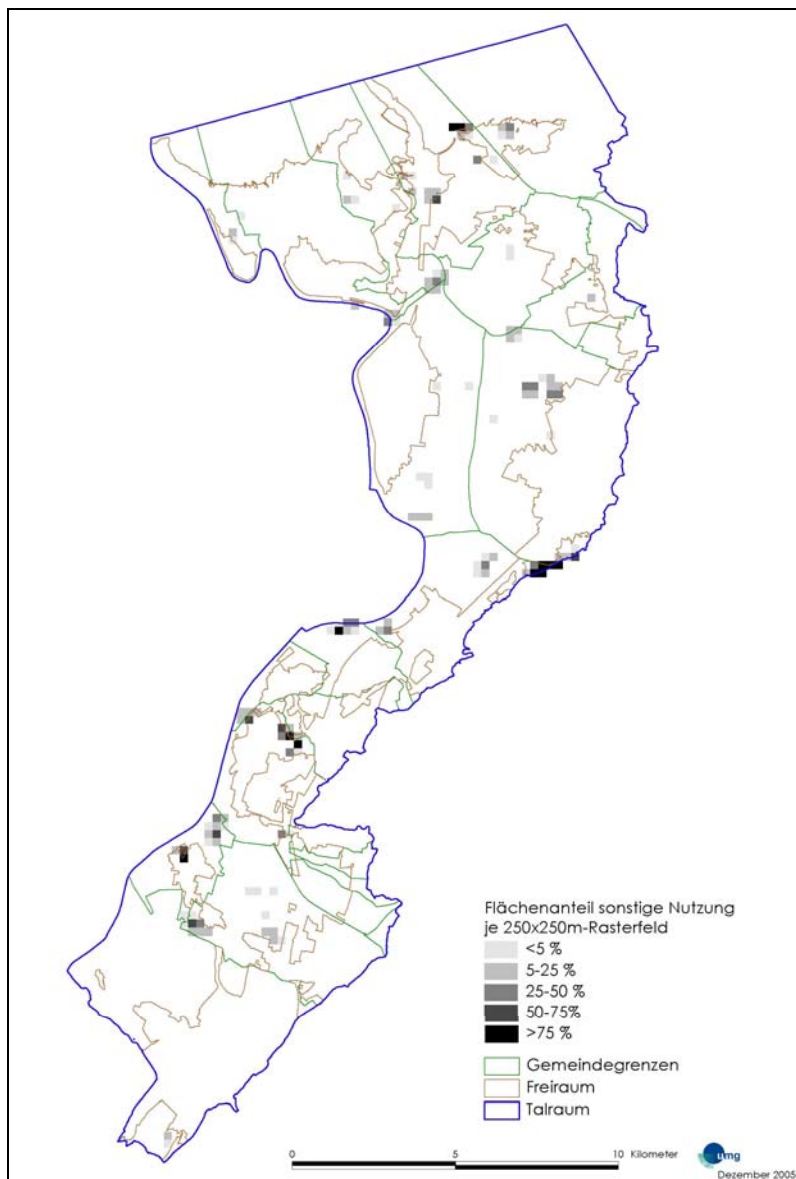 Flächenanteil sonstige Nutzung
je 250x250m-Rasterfeld
<5 %
5-25 %
25-50 %
50-75%
>75 %
Gemeindegrenzen
Freiraum
Talraum
0 5 10 Kilometer
umg
Dezember 2005